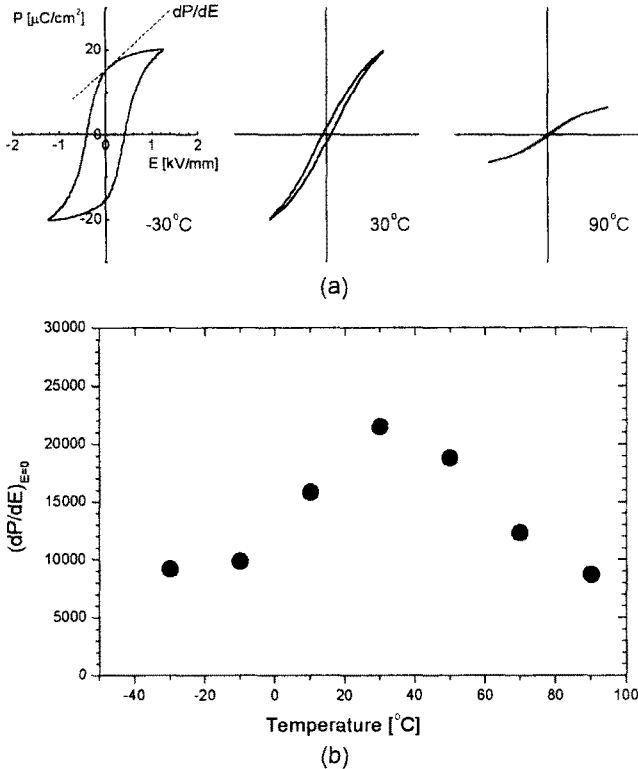 P [μC/cm²]
dP/dE
20
0
-20
-2 -1 0 1 2
E [kV/mm]
-30°C
30°C
90°C
(a)
30000
25000
20000
15000
10000
5000
0
(dP/dE)E=0
-40 -20 0 20 40 60 80 100
Temperature [°C]
(b)